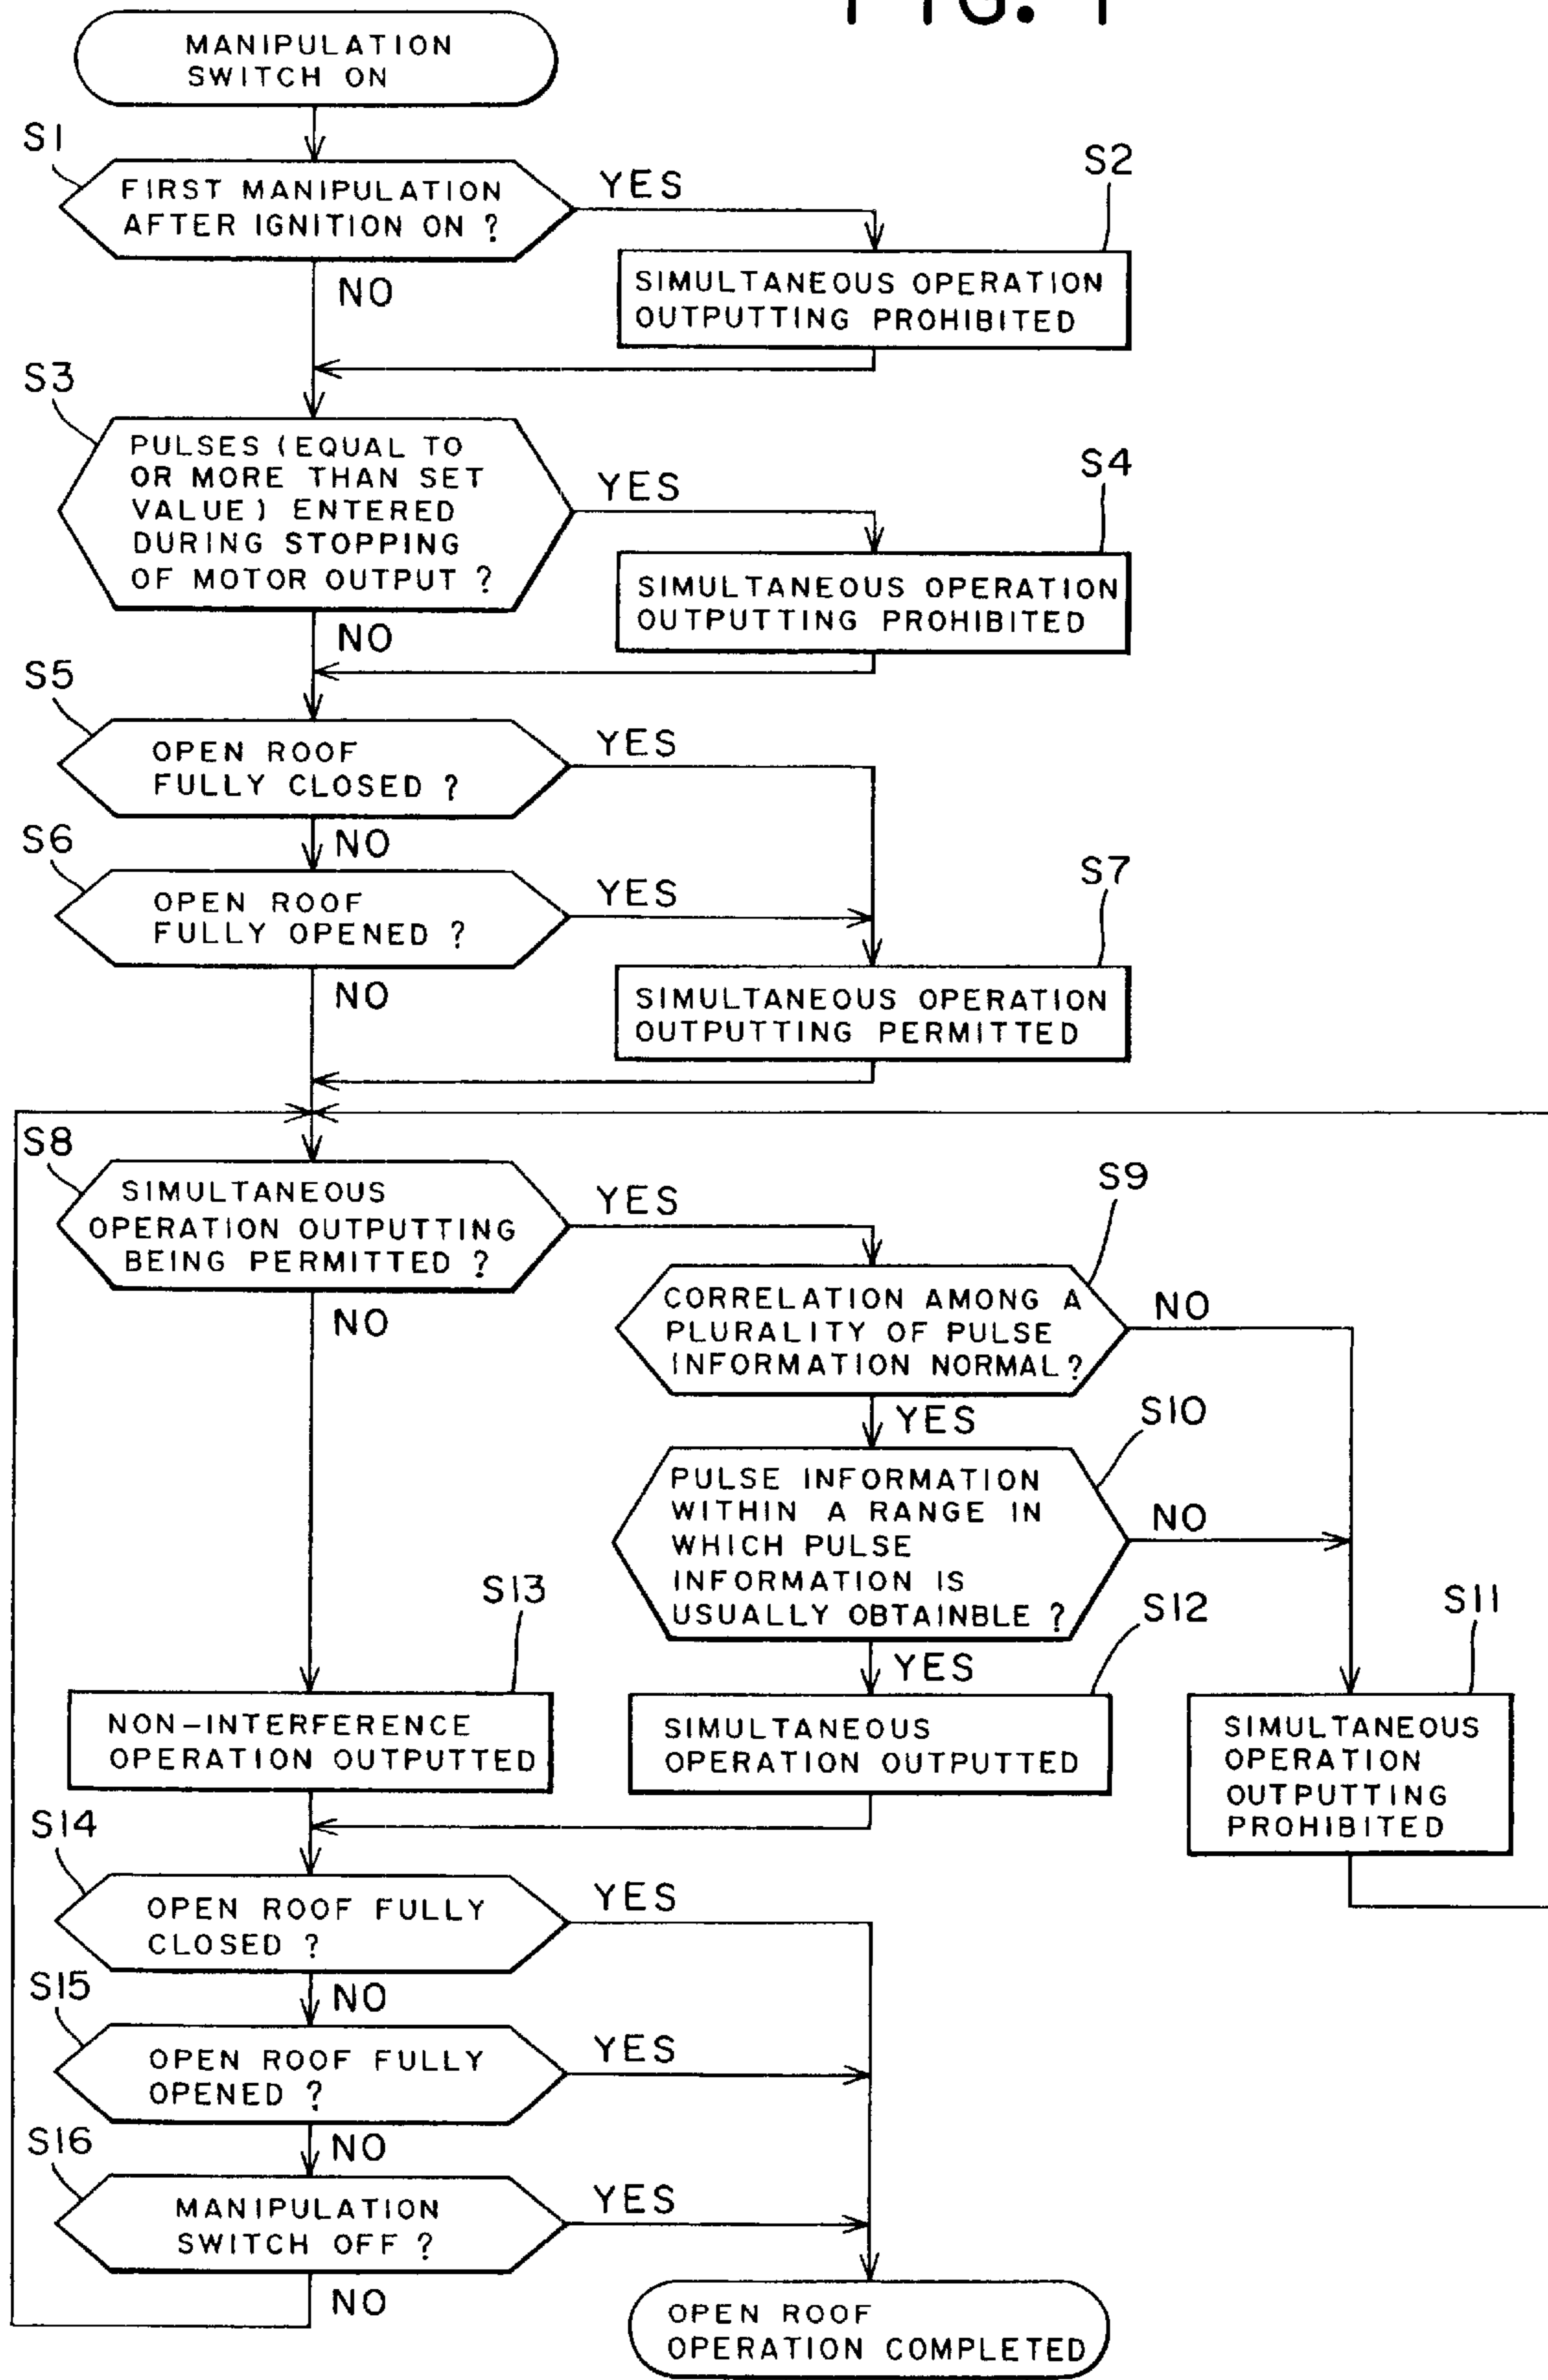 FIG.
MANIPULATION
SWITCH ON
S1
FIRST MANIPULATION
AFTER IGNITION ON ?
YES
NO
S2
SIMULTANEOUS OPERATION
OUTPUTTING PROHIBITED
S3
PULSES (EQUAL TO
OR MORE THAN SET
VALUE) ENTERED
DURING STOPPING
OF MOTOR OUTPUT ?
YES
NO
S4
SIMULTANEOUS OPERATION
OUTPUTTING PROHIBITED
S5
OPEN ROOF
FULLY CLOSED ?
YES
NO
S6
OPEN ROOF
FULLY OPENED ?
YES
NO
S7
SIMULTANEOUS OPERATION
OUTPUTTING PERMITTED
S8
SIMULTANEOUS
OPERATION OUTPUTTING
BEING PERMITTED ?
YES
NO
S9
CORRELATION AMONG A
PLURALITY OF PULSE
INFORMATION NORMAL?
NO
YES
S10
PULSE INFORMATION
WITHIN A RANGE IN
WHICH PULSE
INFORMATION IS
USUALLY OBTAINBLE ?
NO
YES
S11
SIMULTANEOUS
OPERATION
OUTPUTTING
PROHIBITED
S12
SIMULTANEOUS
OPERATION OUTPUTTED
S13
NON-INTERFERENCE
OPERATION OUTPUTTED
S14
OPEN ROOF FULLY
CLOSED ?
YES
NO
S15
OPEN ROOF FULLY
OPENED ?
YES
NO
S16
MANIPULATION
SWITCH OFF ?
YES
NO
OPEN ROOF
OPERATION COMPLETED